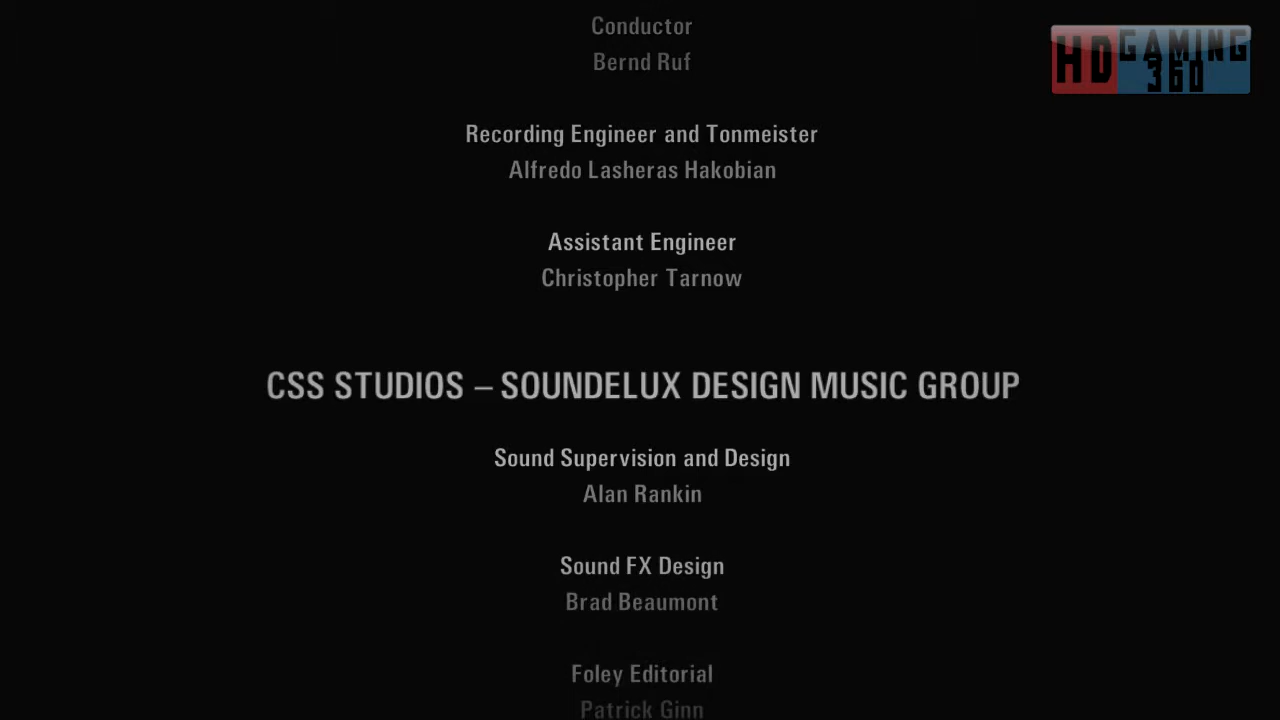 Conductor
Bernd Ruf
HD GAMING
360
Recording Engineer and Tonmeister
Alfredo Lasheras Hakobian
Assistant Engineer
Christopher Tarnow
CSS STUDIOS – SOUNDELUX DESIGN MUSIC GROUP
Sound Supervision and Design
Alan Rankin
Sound FX Design
Brad Beaumont
Foley Editorial
Patrick Ginn